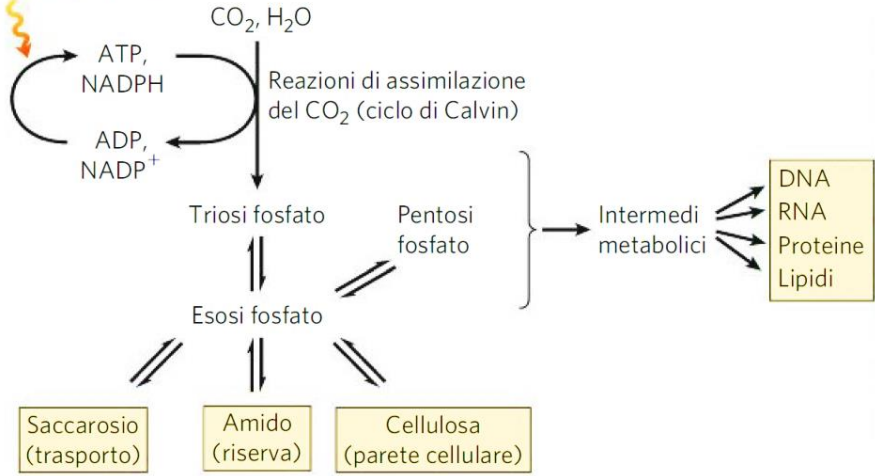 CO₂, H₂O
ATP,
NADPH
Reazioni di assimilazione
del CO₂ (ciclo di Calvin)
ADP,
NADP⁺
Triosi fosfato
Pentosi
fosfato
Intermedi
metabolici
DNA
RNA
Proteine
Lipidi
Esosi fosfato
Saccarosio
(trasporto)
Amido
(riserva)
Cellulosa
(parete cellulare)